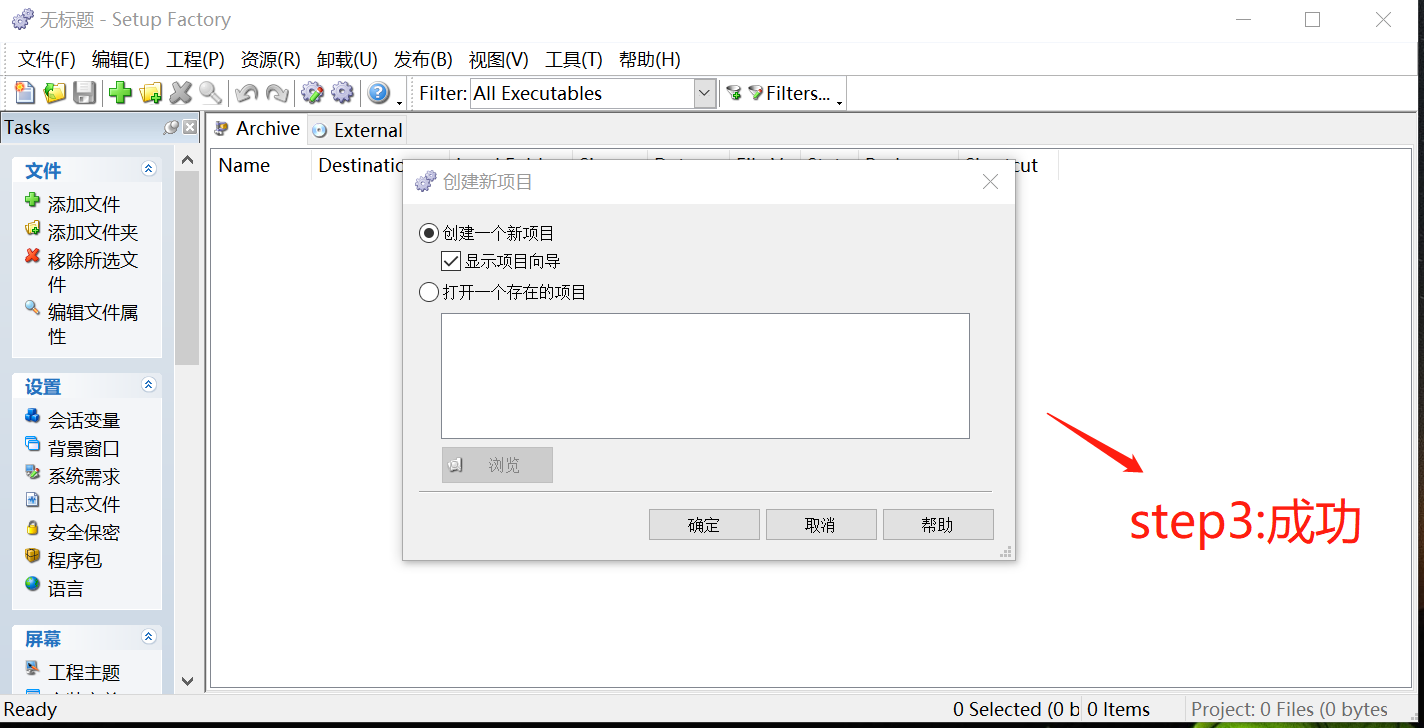 无标题 - Setup Factory
文件(F) 编辑(E) 工程(P) 资源(R) 卸载(U) 发布(B) 视图(V) 工具(T) 帮助(H)
Filter: All Executables Filters...
Tasks
Archive External
Name Destinatio
cut
文件
添加文件
添加文件夹
移除所选文
件
编辑文件属
性
设置
会话变量
背景窗口
系统需求
日志文件
安全保密
程序包
语言
屏幕
工程主题
创建新项目
创建一个新项目
显示项目向导
打开一个存在的项目
浏览
确定 取消 帮助
step3:成功
Ready 0 Selected (0 b 0 Items Project: 0 Files (0 bytes